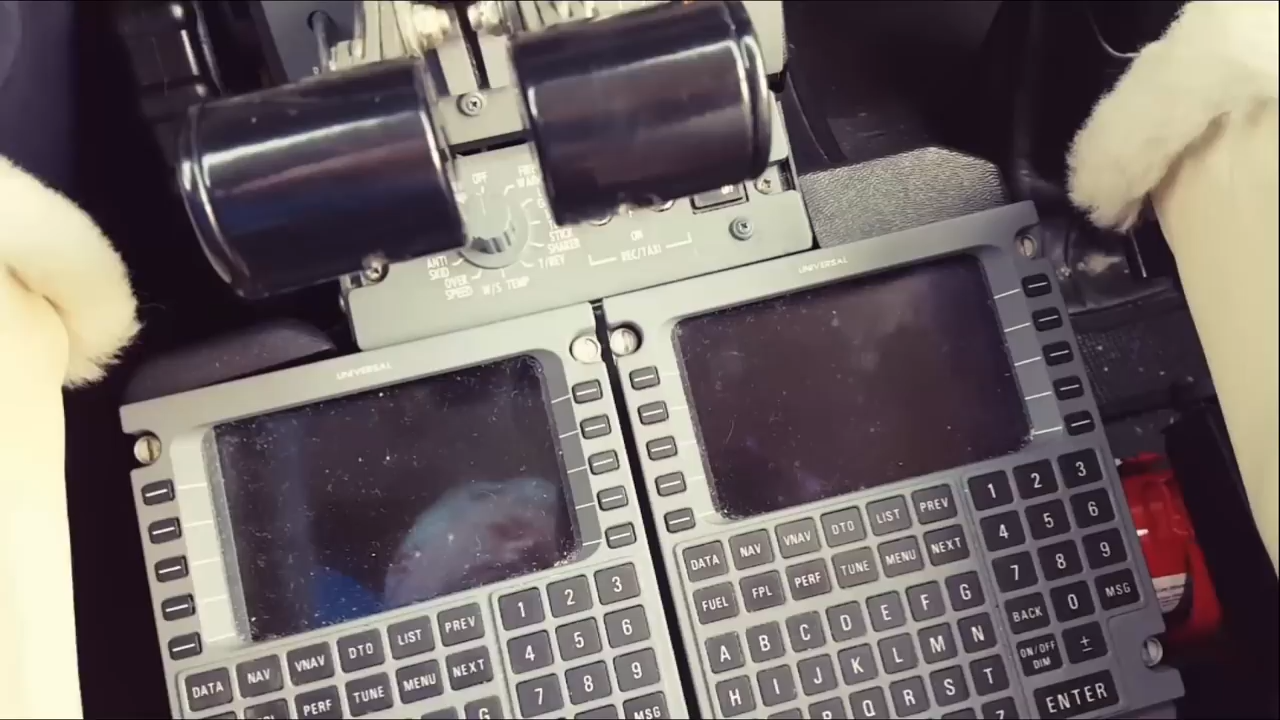 OFF
ANTI
SKID
OVER
SPEED
W/S TEMP
T/REV
STICK
SHAKER
ON
REC/TAXI
UNIVERSAL
DATA NAV VNAV DTO LIST PREV
PERF TUNE MENU NEXT
G
1 2 3
4 5 6
7 8 9
MSG
UNIVERSAL
DATA NAV VNAV DTO LIST PREV
FUEL FPL PERF TUNE MENU NEXT
A B C D E F G
H I J K L M N
Q R S T
1 2 3
4 5 6
7 8 9
BACK 0 MSG
ON/OFF
DIM ±
ENTER